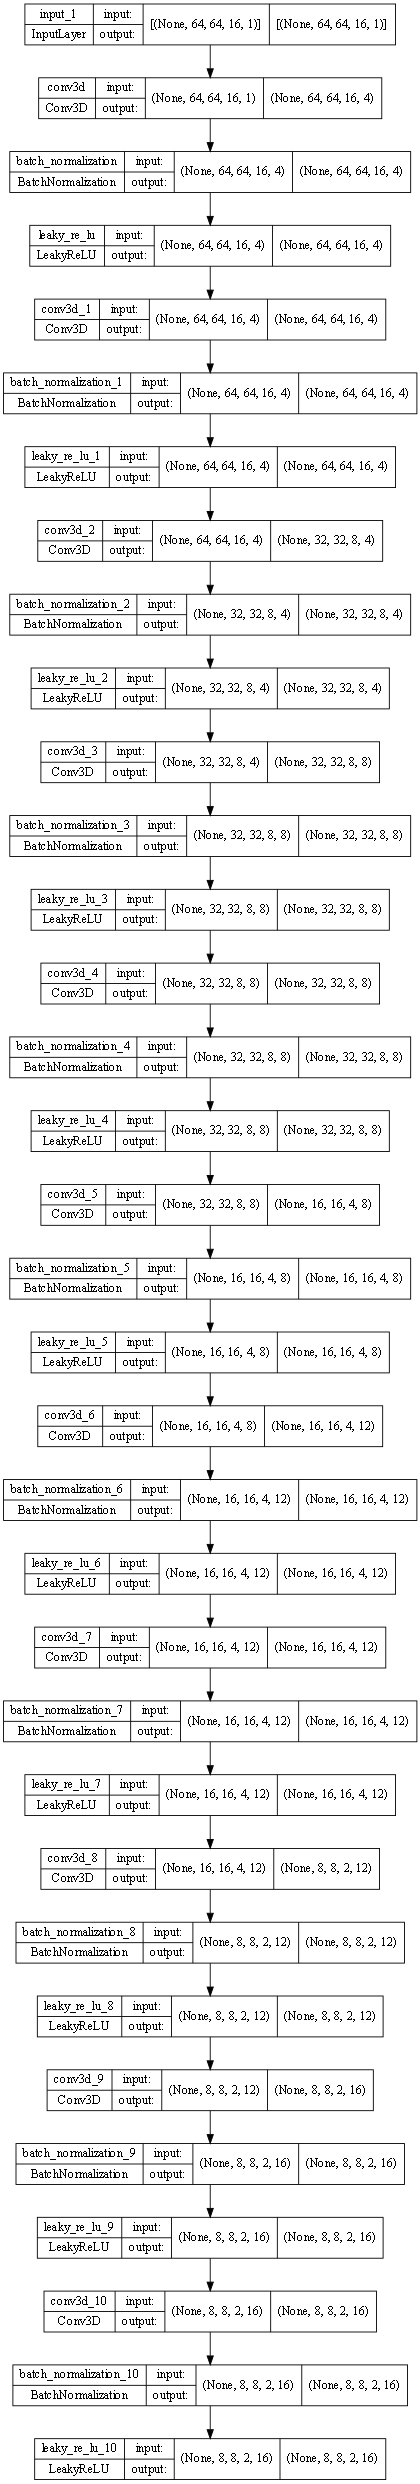 input_1 input: [(None, 64, 64, 16, 1)] [(None, 64, 64, 16, 1)]
InputLayer output:
conv3d input: (None, 64, 64, 16, 1) (None, 64, 64, 16, 4)
Conv3D output:
batch_normalization input: (None, 64, 64, 16, 4) (None, 64, 64, 16, 4)
BatchNormalization output:
leaky_re_lu input: (None, 64, 64, 16, 4) (None, 64, 64, 16, 4)
LeakyReLU output:
conv3d_1 input: (None, 64, 64, 16, 4) (None, 64, 64, 16, 4)
Conv3D output:
batch_normalization_1 input: (None, 64, 64, 16, 4) (None, 64, 64, 16, 4)
BatchNormalization output:
leaky_re_lu_1 input: (None, 64, 64, 16, 4) (None, 64, 64, 16, 4)
LeakyReLU output:
conv3d_2 input: (None, 64, 64, 16, 4) (None, 32, 32, 8, 4)
Conv3D output:
batch_normalization_2 input: (None, 32, 32, 8, 4) (None, 32, 32, 8, 4)
BatchNormalization output:
leaky_re_lu_2 input: (None, 32, 32, 8, 4) (None, 32, 32, 8, 4)
LeakyReLU output:
conv3d_3 input: (None, 32, 32, 8, 4) (None, 32, 32, 8, 8)
Conv3D output:
batch_normalization_3 input: (None, 32, 32, 8, 8) (None, 32, 32, 8, 8)
BatchNormalization output:
leaky_re_lu_3 input: (None, 32, 32, 8, 8) (None, 32, 32, 8, 8)
LeakyReLU output:
conv3d_4 input: (None, 32, 32, 8, 8) (None, 32, 32, 8, 8)
Conv3D output:
batch_normalization_4 input: (None, 32, 32, 8, 8) (None, 32, 32, 8, 8)
BatchNormalization output:
leaky_re_lu_4 input: (None, 32, 32, 8, 8) (None, 32, 32, 8, 8)
LeakyReLU output:
conv3d_5 input: (None, 32, 32, 8, 8) (None, 16, 16, 4, 8)
Conv3D output:
batch_normalization_5 input: (None, 16, 16, 4, 8) (None, 16, 16, 4, 8)
BatchNormalization output:
leaky_re_lu_5 input: (None, 16, 16, 4, 8) (None, 16, 16, 4, 8)
LeakyReLU output:
conv3d_6 input: (None, 16, 16, 4, 8) (None, 16, 16, 4, 12)
Conv3D output:
batch_normalization_6 input: (None, 16, 16, 4, 12) (None, 16, 16, 4, 12)
BatchNormalization output:
leaky_re_lu_6 input: (None, 16, 16, 4, 12) (None, 16, 16, 4, 12)
LeakyReLU output:
conv3d_7 input: (None, 16, 16, 4, 12) (None, 16, 16, 4, 12)
Conv3D output:
batch_normalization_7 input: (None, 16, 16, 4, 12) (None, 16, 16, 4, 12)
BatchNormalization output:
leaky_re_lu_7 input: (None, 16, 16, 4, 12) (None, 16, 16, 4, 12)
LeakyReLU output:
conv3d_8 input: (None, 16, 16, 4, 12) (None, 8, 8, 2, 12)
Conv3D output:
batch_normalization_8 input: (None, 8, 8, 2, 12) (None, 8, 8, 2, 12)
BatchNormalization output:
leaky_re_lu_8 input: (None, 8, 8, 2, 12) (None, 8, 8, 2, 12)
LeakyReLU output:
conv3d_9 input: (None, 8, 8, 2, 12) (None, 8, 8, 2, 16)
Conv3D output:
batch_normalization_9 input: (None, 8, 8, 2, 16) (None, 8, 8, 2, 16)
BatchNormalization output:
leaky_re_lu_9 input: (None, 8, 8, 2, 16) (None, 8, 8, 2, 16)
LeakyReLU output:
conv3d_10 input: (None, 8, 8, 2, 16) (None, 8, 8, 2, 16)
Conv3D output:
batch_normalization_10 input: (None, 8, 8, 2, 16) (None, 8, 8, 2, 16)
BatchNormalization output:
leaky_re_lu_10 input: (None, 8, 8, 2, 16) (None, 8, 8, 2, 16)
LeakyReLU output: